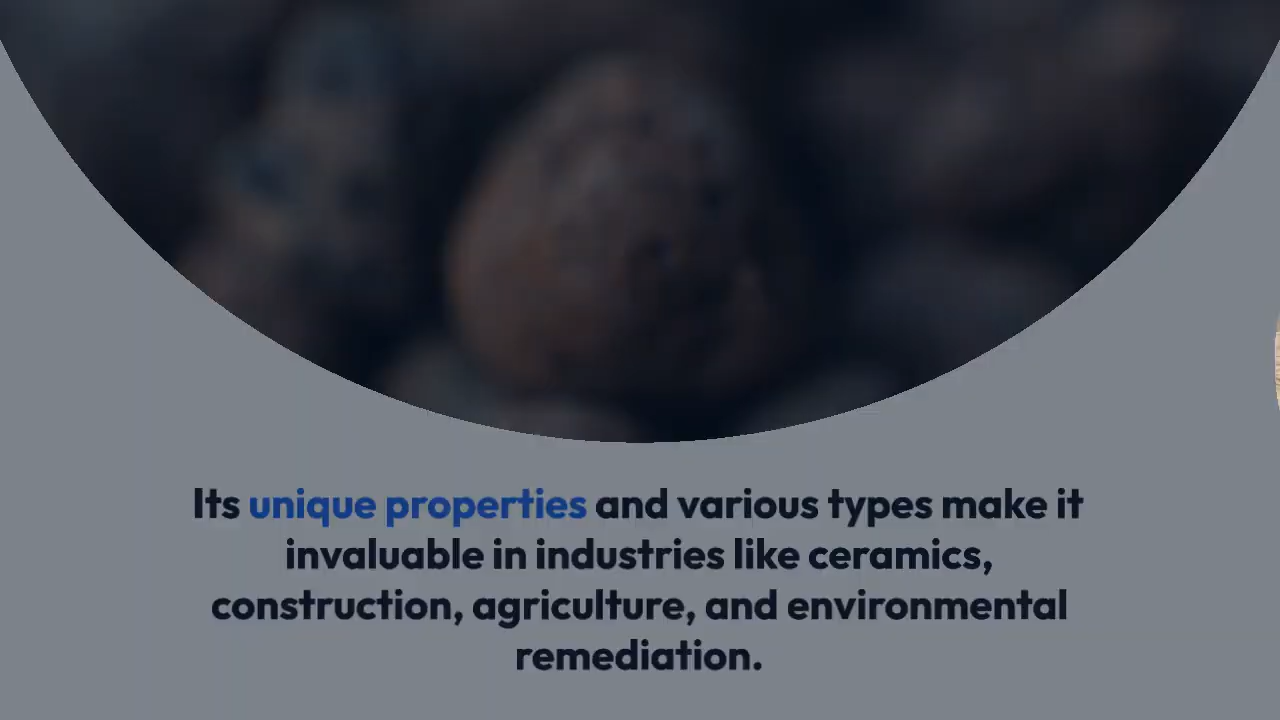 Its unique properties and various types make it
invaluable in industries like ceramics,
construction, agriculture, and environmental
remediation.